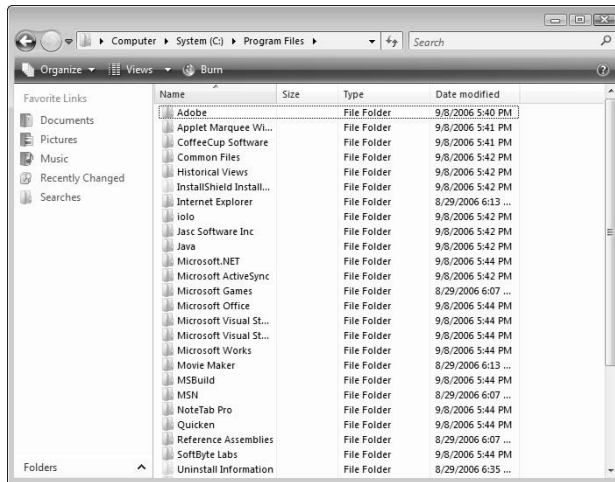 Computer ▸ System (C:) ▸ Program Files ▸
Search
Organize Views Burn
Favorite Links
Documents
Pictures
Music
Recently Changed
Searches
Folders
Name Size Type Date modified
Adobe File Folder 9/8/2006 5:40 PM
Applet Marquee Wi... File Folder 9/8/2006 5:41 PM
CoffeeCup Software File Folder 9/8/2006 5:41 PM
Common Files File Folder 9/8/2006 5:42 PM
Historical Views File Folder 9/8/2006 5:42 PM
InstallShield Install... File Folder 9/8/2006 5:42 PM
Internet Explorer File Folder 8/29/2006 6:13 ...
iolo File Folder 9/8/2006 5:42 PM
Jasc Software Inc File Folder 9/8/2006 5:42 PM
Java File Folder 9/8/2006 5:42 PM
Microsoft.NET File Folder 9/8/2006 5:44 PM
Microsoft ActiveSync File Folder 9/8/2006 5:42 PM
Microsoft Games File Folder 8/29/2006 6:07 ...
Microsoft Office File Folder 9/8/2006 5:44 PM
Microsoft Visual St... File Folder 9/8/2006 5:44 PM
Microsoft Visual St... File Folder 9/8/2006 5:44 PM
Microsoft Works File Folder 9/8/2006 5:44 PM
Movie Maker File Folder 8/29/2006 6:13 ...
MSBuild File Folder 9/8/2006 5:44 PM
MSN File Folder 8/29/2006 6:07 ...
NoteTab Pro File Folder 9/8/2006 5:44 PM
Quicken File Folder 9/8/2006 5:44 PM
Reference Assemblies File Folder 8/29/2006 6:07 ...
SoftByte Labs File Folder 9/8/2006 5:44 PM
Uninstall Information File Folder 8/29/2006 6:35 ...